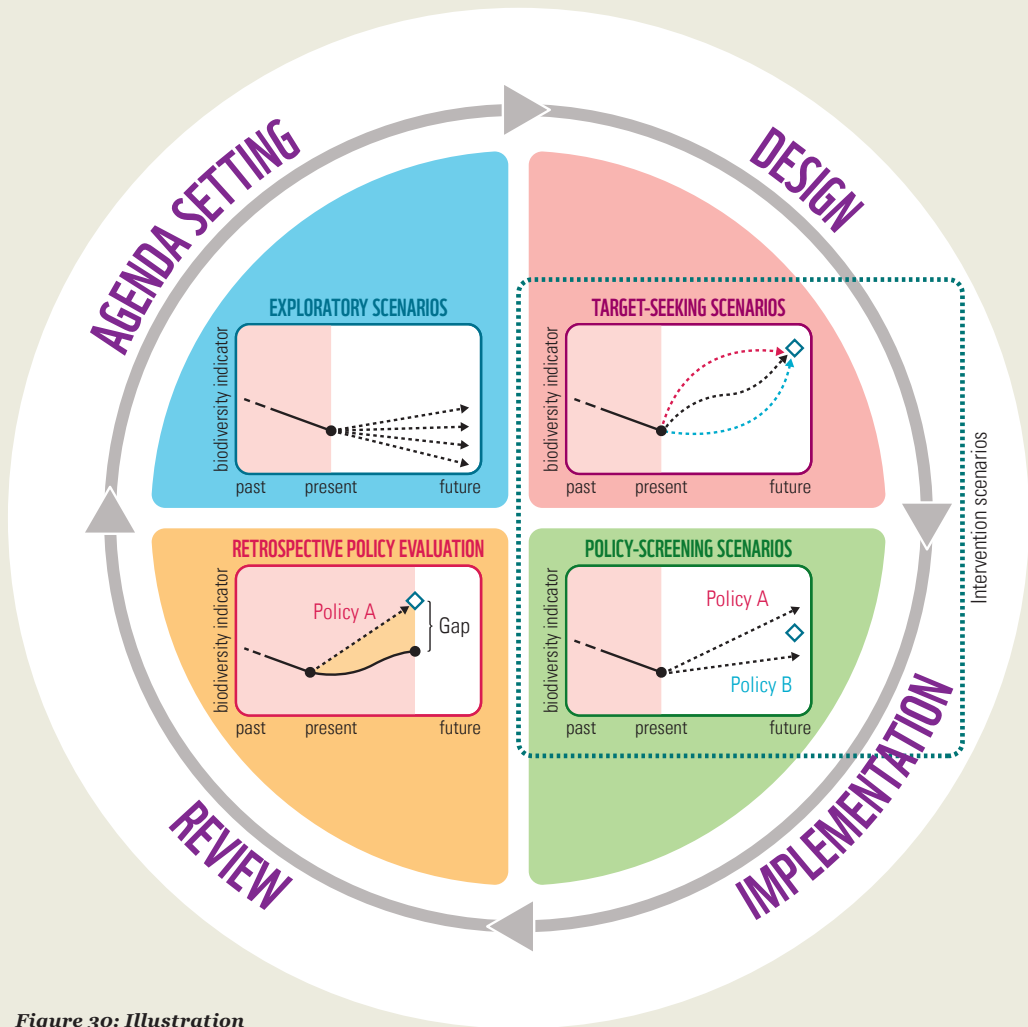 AGENDA SETTING
DESIGN
EXPLORATORY SCENARIOS
biodiversity indicator
past present future
TARGET-SEEKING SCENARIOS
biodiversity indicator
past present future
Intervention scenarios
RETROSPECTIVE POLICY EVALUATION
biodiversity indicator
Policy A
Gap
past present future
POLICY-SCREENING SCENARIOS
biodiversity indicator
Policy A
Policy B
past present future
REVIEW
IMPLEMENTATION
Figure 30: Illustration